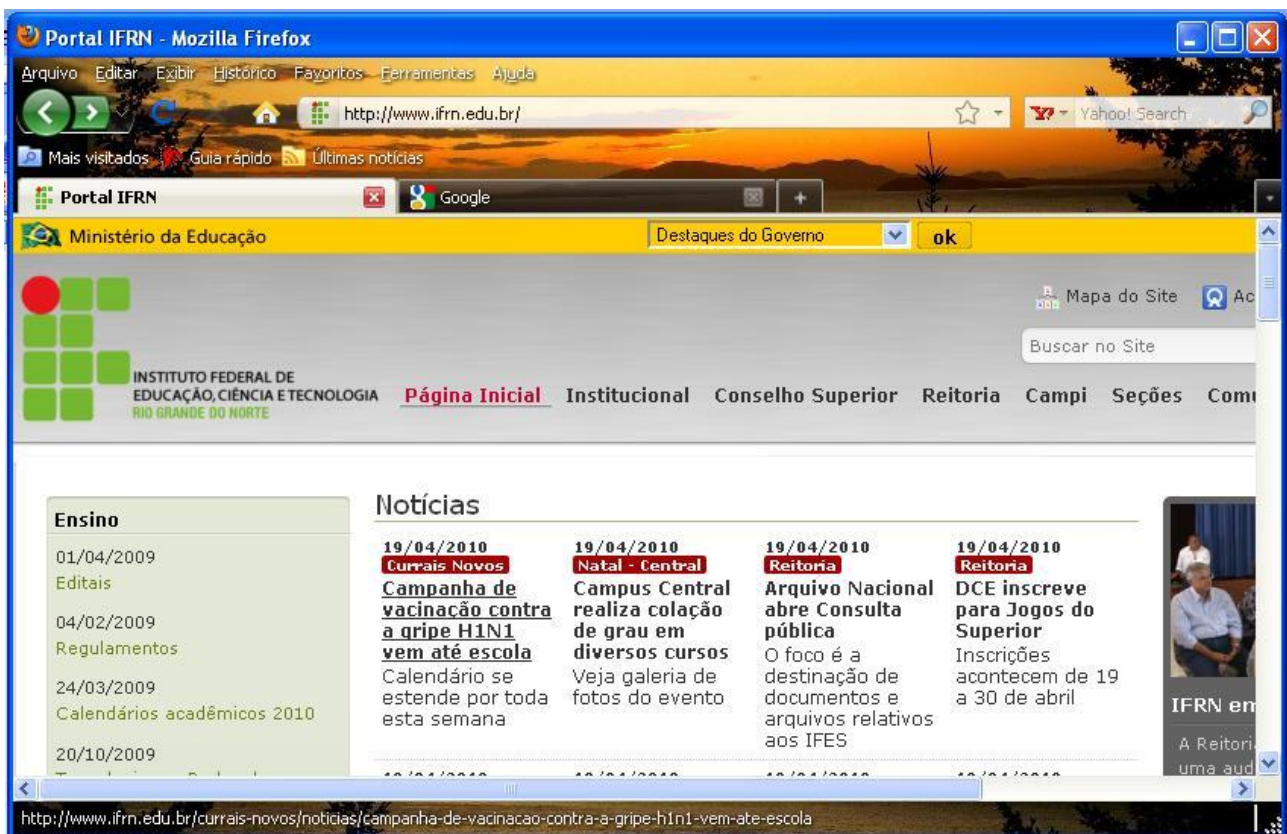 Portal IFRN - Mozilla Firefox
Arquivo Editar Exibir Histórico Favoritos Ferramentas Ajuda
http://www.ifrn.edu.br/
Yahoo! Search
Mais visitados Guia rápido Últimas notícias
Portal IFRN Google
Ministério da Educação Destaques do Governo ok
Mapa do Site Ac
Buscar no Site
INSTITUTO FEDERAL DE
EDUCAÇÃO, CIÊNCIA E TECNOLOGIA
RIO GRANDE DO NORTE
Página Inicial Institucional Conselho Superior Reitoria Campi Seções Comu
Ensino
01/04/2009
Editais
04/02/2009
Regulamentos
24/03/2009
Calendários acadêmicos 2010
20/10/2009
Notícias
19/04/2010
Currais Novos
Campanha de
vacinação contra
a gripe H1N1
vem até escola
Calendário se
estende por toda
esta semana
19/04/2010
Natal - Central
Campus Central
realiza colação
de grau em
diversos cursos
Veja galeria de
fotos do evento
19/04/2010
Reitoria
Arquivo Nacional
abre Consulta
pública
O foco é a
destinação de
documentos e
arquivos relativos
aos IFES
19/04/2010
Reitoria
DCE inscreve
para Jogos do
Superior
Inscrições
acontecem de 19
a 30 de abril
IFRN em
A Reitori
uma aud
http://www.ifrn.edu.br/currais-novos/noticias/campanha-de-vacinacao-contra-a-gripe-h1n1-vem-ate-escola